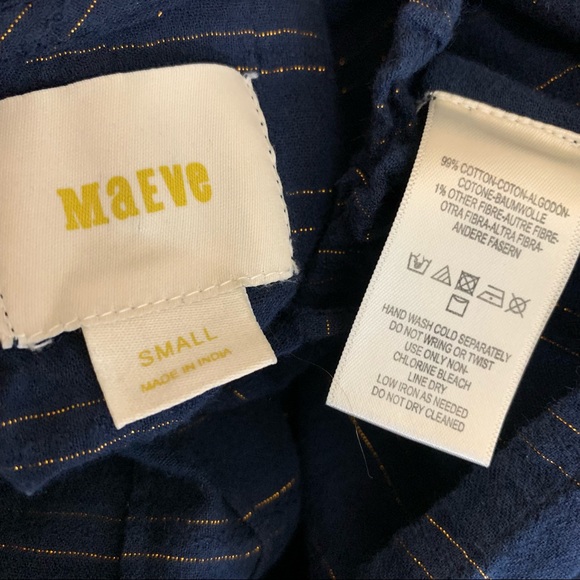 MaEVe
SMALL
MADE IN INDIA
99% COTTON-COTON-ALGODON-
COTONE-BAUMWOLLE
1% OTHER FIBRE-AUTRE FIBRE-
OTRA FIBRA-ALTRA FIBRA-
ANDERE FASERN
HAND WASH COLD SEPARATELY
DO NOT WRING OR TWIST
USE ONLY NON-
CHLORINE BLEACH
LINE DRY
LOW IRON AS NEEDED
DO NOT DRY CLEANED